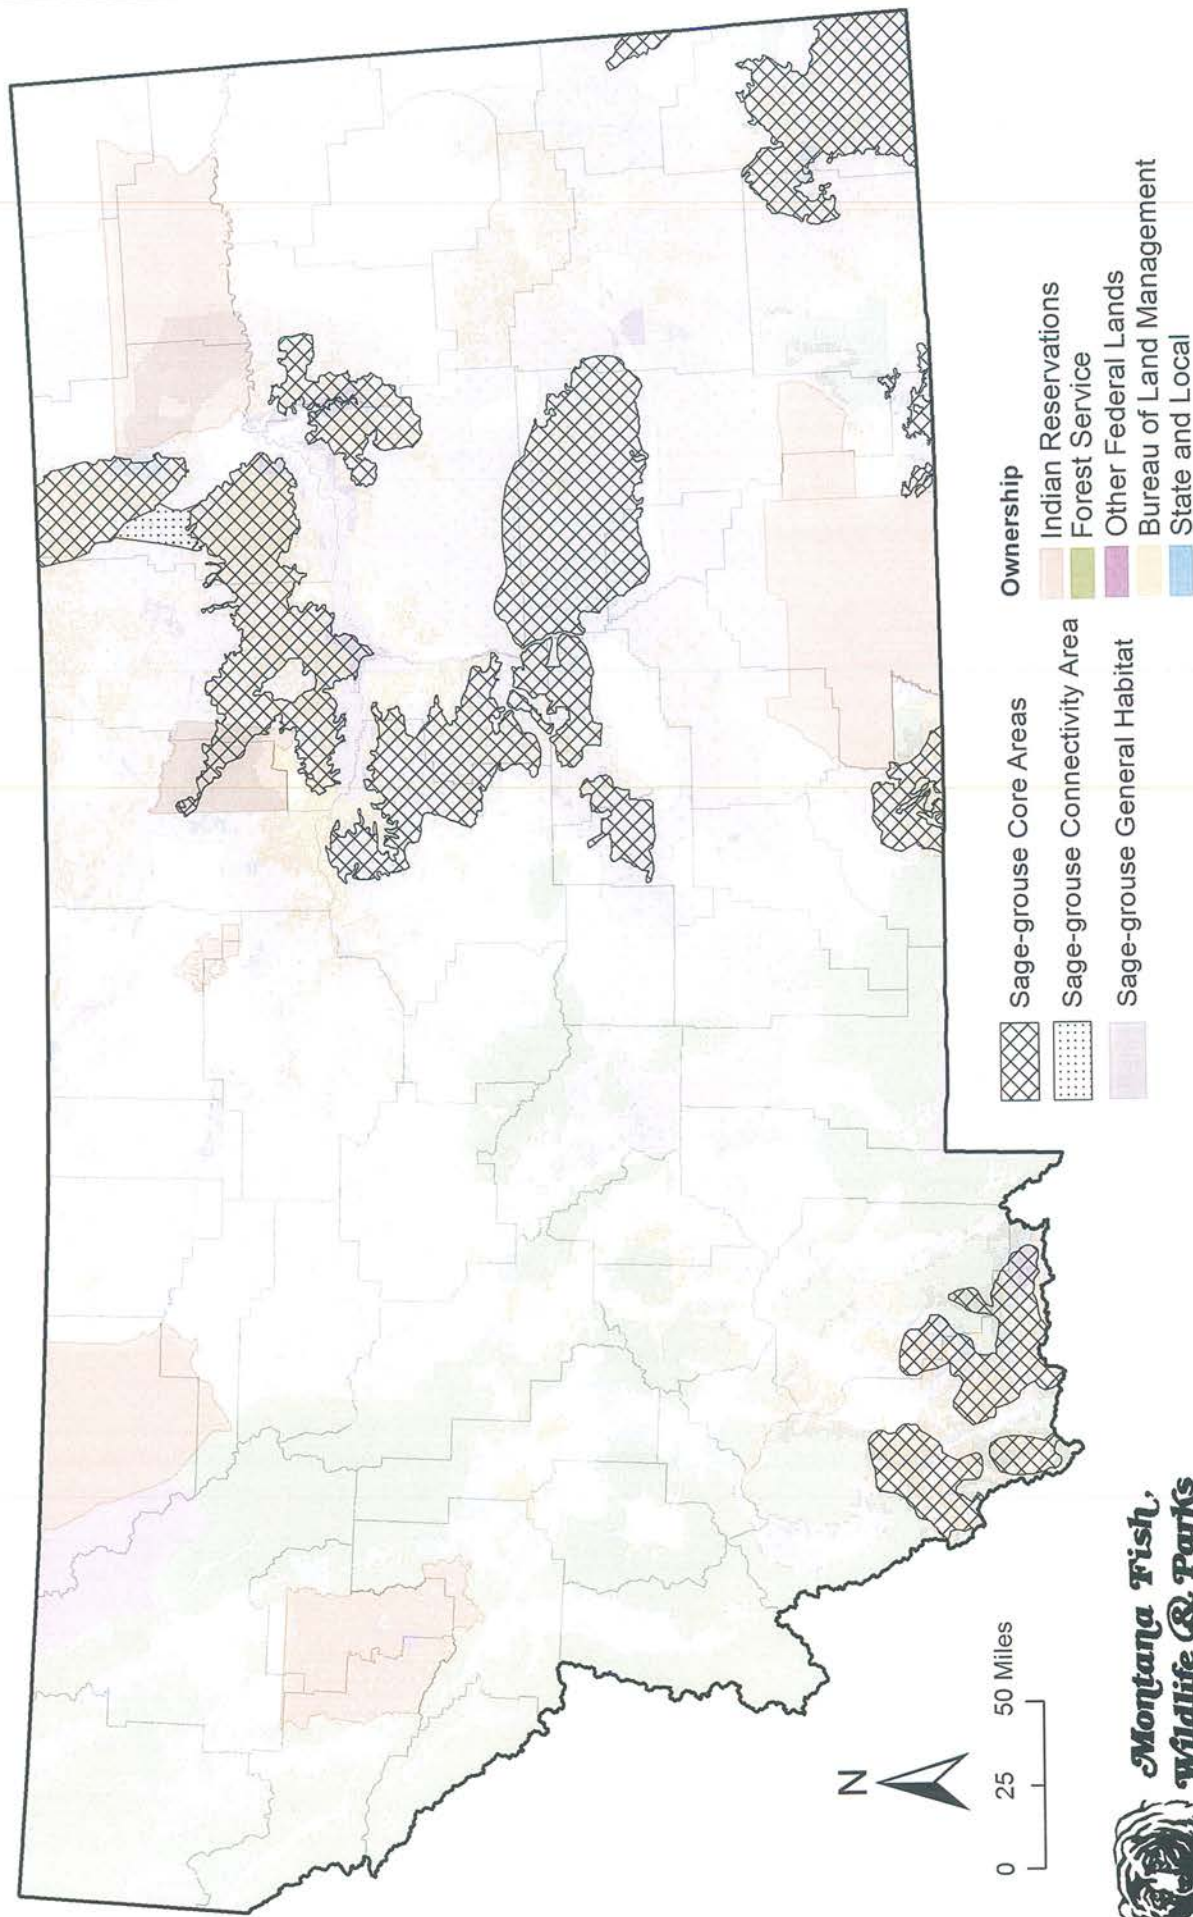 Sage-grouse Core Areas
Sage-grouse Connectivity Area
Sage-grouse General Habitat
Ownership
Indian Reservations
Forest Service
Other Federal Lands
Bureau of Land Management
State and Local
N
0 25 50 Miles
Montana Fish,
Wildlife & Parks